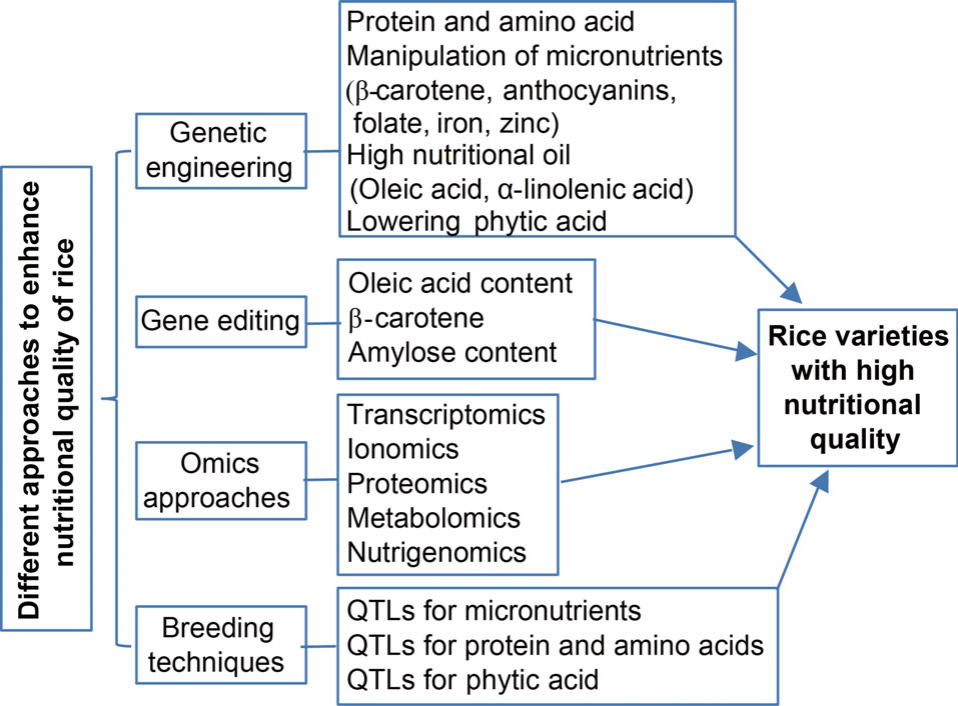 Different approaches to enhance
nutritional quality of rice
Genetic
engineering
Protein and amino acid
Manipulation of micronutrients
(β-carotene, anthocyanins,
folate, iron, zinc)
High nutritional oil
(Oleic acid, α-linolenic acid)
Lowering phytic acid
Gene editing
Oleic acid content
β-carotene
Amylose content
Omics
approaches
Transcriptomics
Ionomics
Proteomics
Metabolomics
Nutrigenomics
Breeding
techniques
QTLs for micronutrients
QTLs for protein and amino acids
QTLs for phytic acid
Rice varieties
with high
nutritional
quality